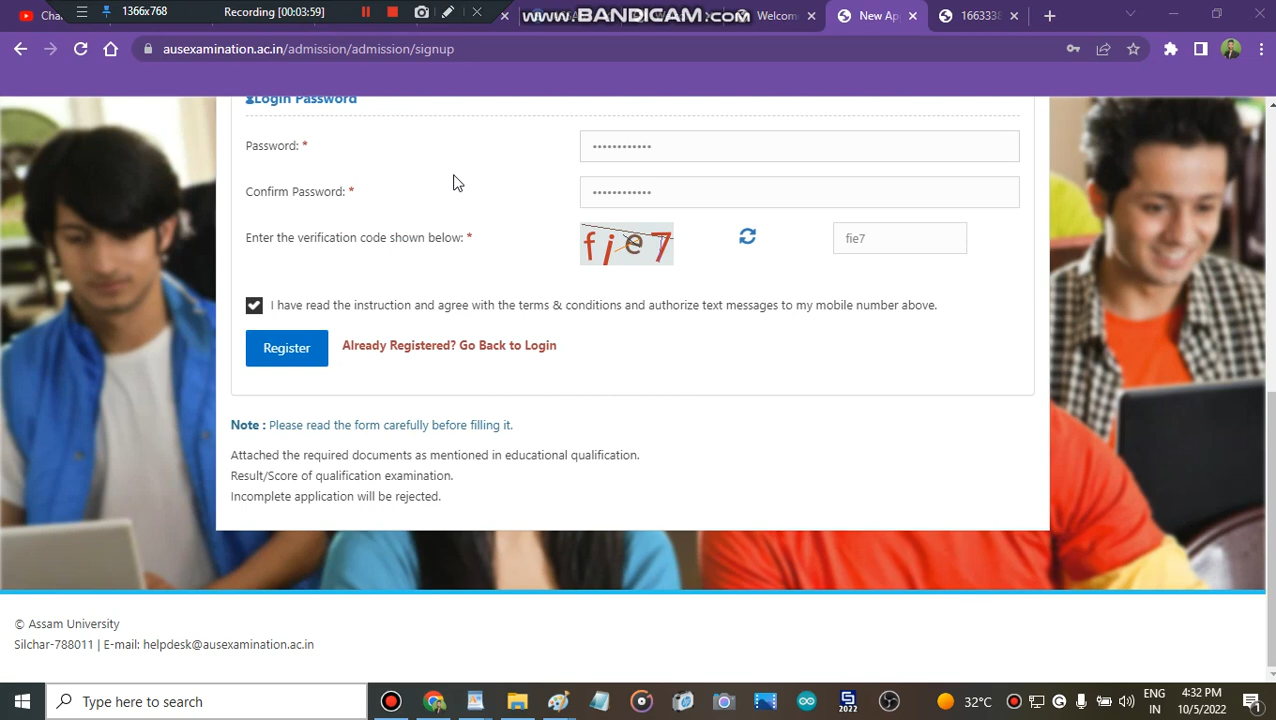 1366x768
Recording [00:03:59]
Cha
www.BANDICAM.com
Welcom
New Ap
1663338
ausexamination.ac.in/admission/admission/signup
Login Password
Password: *
Confirm Password: *
Enter the verification code shown below: *
fje7
fie7
I have read the instruction and agree with the terms & conditions and authorize text messages to my mobile number above.
Register
Already Registered? Go Back to Login
Note : Please read the form carefully before filling it.
Attached the required documents as mentioned in educational qualification.
Result/Score of qualification examination.
Incomplete application will be rejected.
© Assam University
Silchar-788011 | E-mail: helpdesk@ausexamination.ac.in
Type here to search
2022
32°C
ENG
IN
4:32 PM
10/5/2022
1